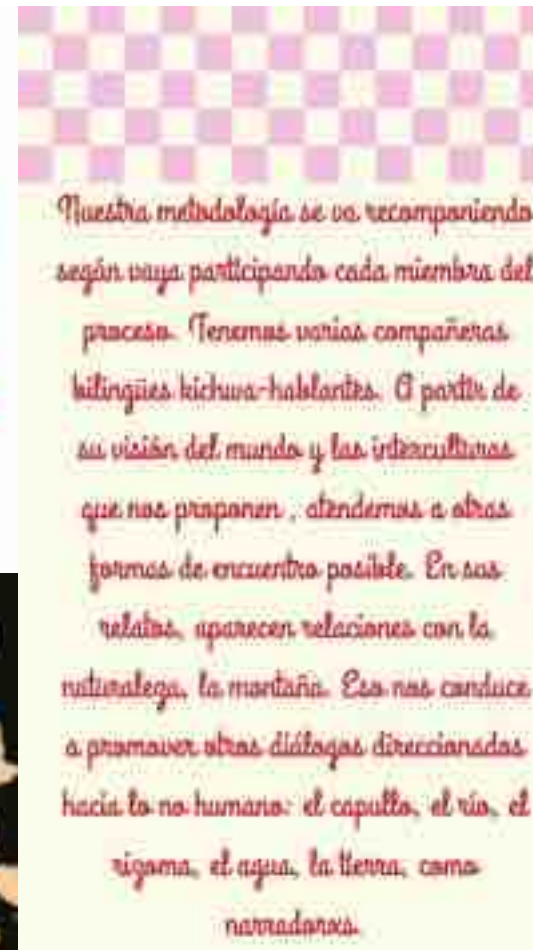 Nuestra metodología se va recomponiendo
según vaya participando cada miembra del
proceso. Tenemos varias compañeras
bilingües kichwa-hablantes. A partir de
su visión del mundo y las interculturas
que nos proponen , atendemos a otras
formas de encuentro posible. En sus
relatos, aparecen relaciones con la
naturaleza, la montaña. Eso nos conduce
a promover otros diálogos direccionados
hacia lo no humano: el capullo, el río, el
rizoma, el agua, la tierra, como
narradorxs.